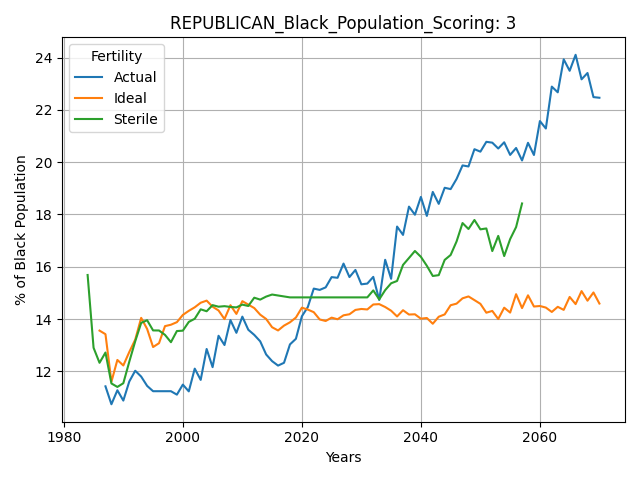 REPUBLICAN_Black_Population_Scoring: 3
Fertility
Actual
Ideal
Sterile
% of Black Population
24
22
20
18
16
14
12
1980
2000
2020
2040
2060
Years